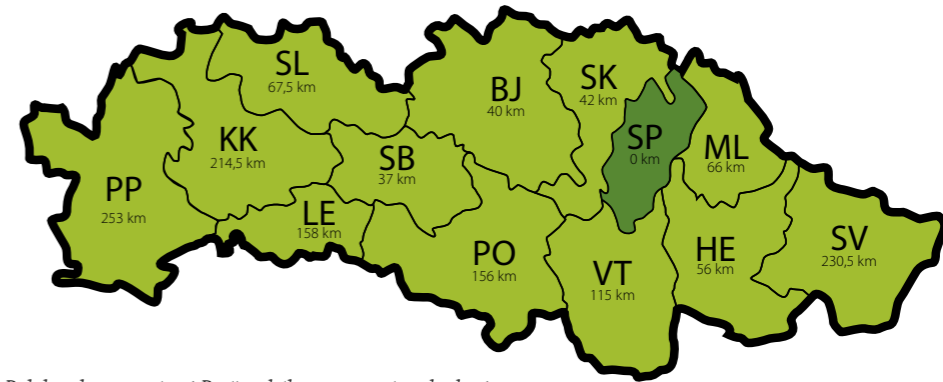 SL
67,5 km
BJ
40 km
SK
42 km
KK
214,5 km
SB
37 km
SP
0 km
ML
66 km
PP
253 km
LE
158 km
PO
156 km
VT
115 km
HE
56 km
SV
230,5 km